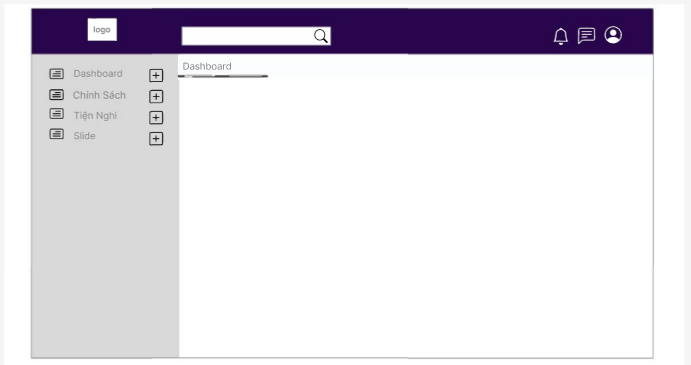 logo
Dashboard
Dashboard
Chính Sách
Tiện Nghi
Slide